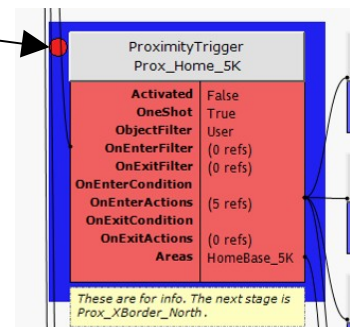 ProximityTrigger
Prox_Home_5K
Activated False
OneShot True
ObjectFilter User
OnEnterFilter (0 refs)
OnExitFilter (0 refs)
OnEnterCondition
OnEnterActions (5 refs)
OnExitCondition
OnExitActions (0 refs)
Areas HomeBase_5K
These are for info. The next stage is
Prox_XBorder_North.